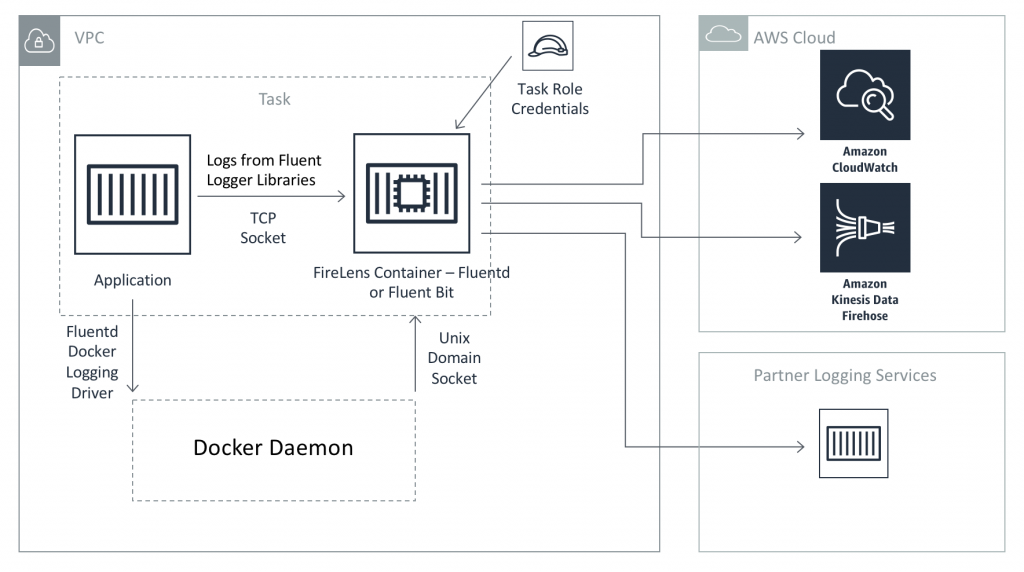 VPC
AWS Cloud
Task
Task Role
Credentials
Logs from Fluent
Logger Libraries
TCP
Socket
Amazon
CloudWatch
Application
FireLens Container – Fluentd
or Fluent Bit
Amazon
Kinesis Data
Firehose
Fluentd
Docker
Logging
Driver
Unix
Domain
Socket
Partner Logging Services
Docker Daemon